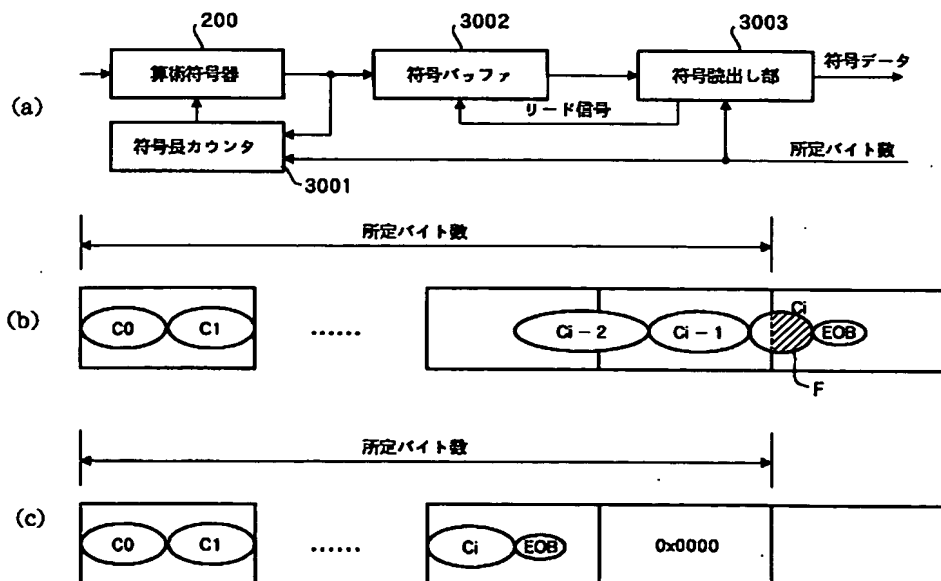 200
3002
3003
算術符号器
符号バッファ
符号読出し部
符号データ
(a)
リード信号
符号長カウンタ
所定バイト数
3001
所定バイト数
(b)
C0
C1
……
Ci-2
Ci-1
Ci
EOB
F
所定バイト数
(c)
C0
C1
……
Ci
EOB
0x0000